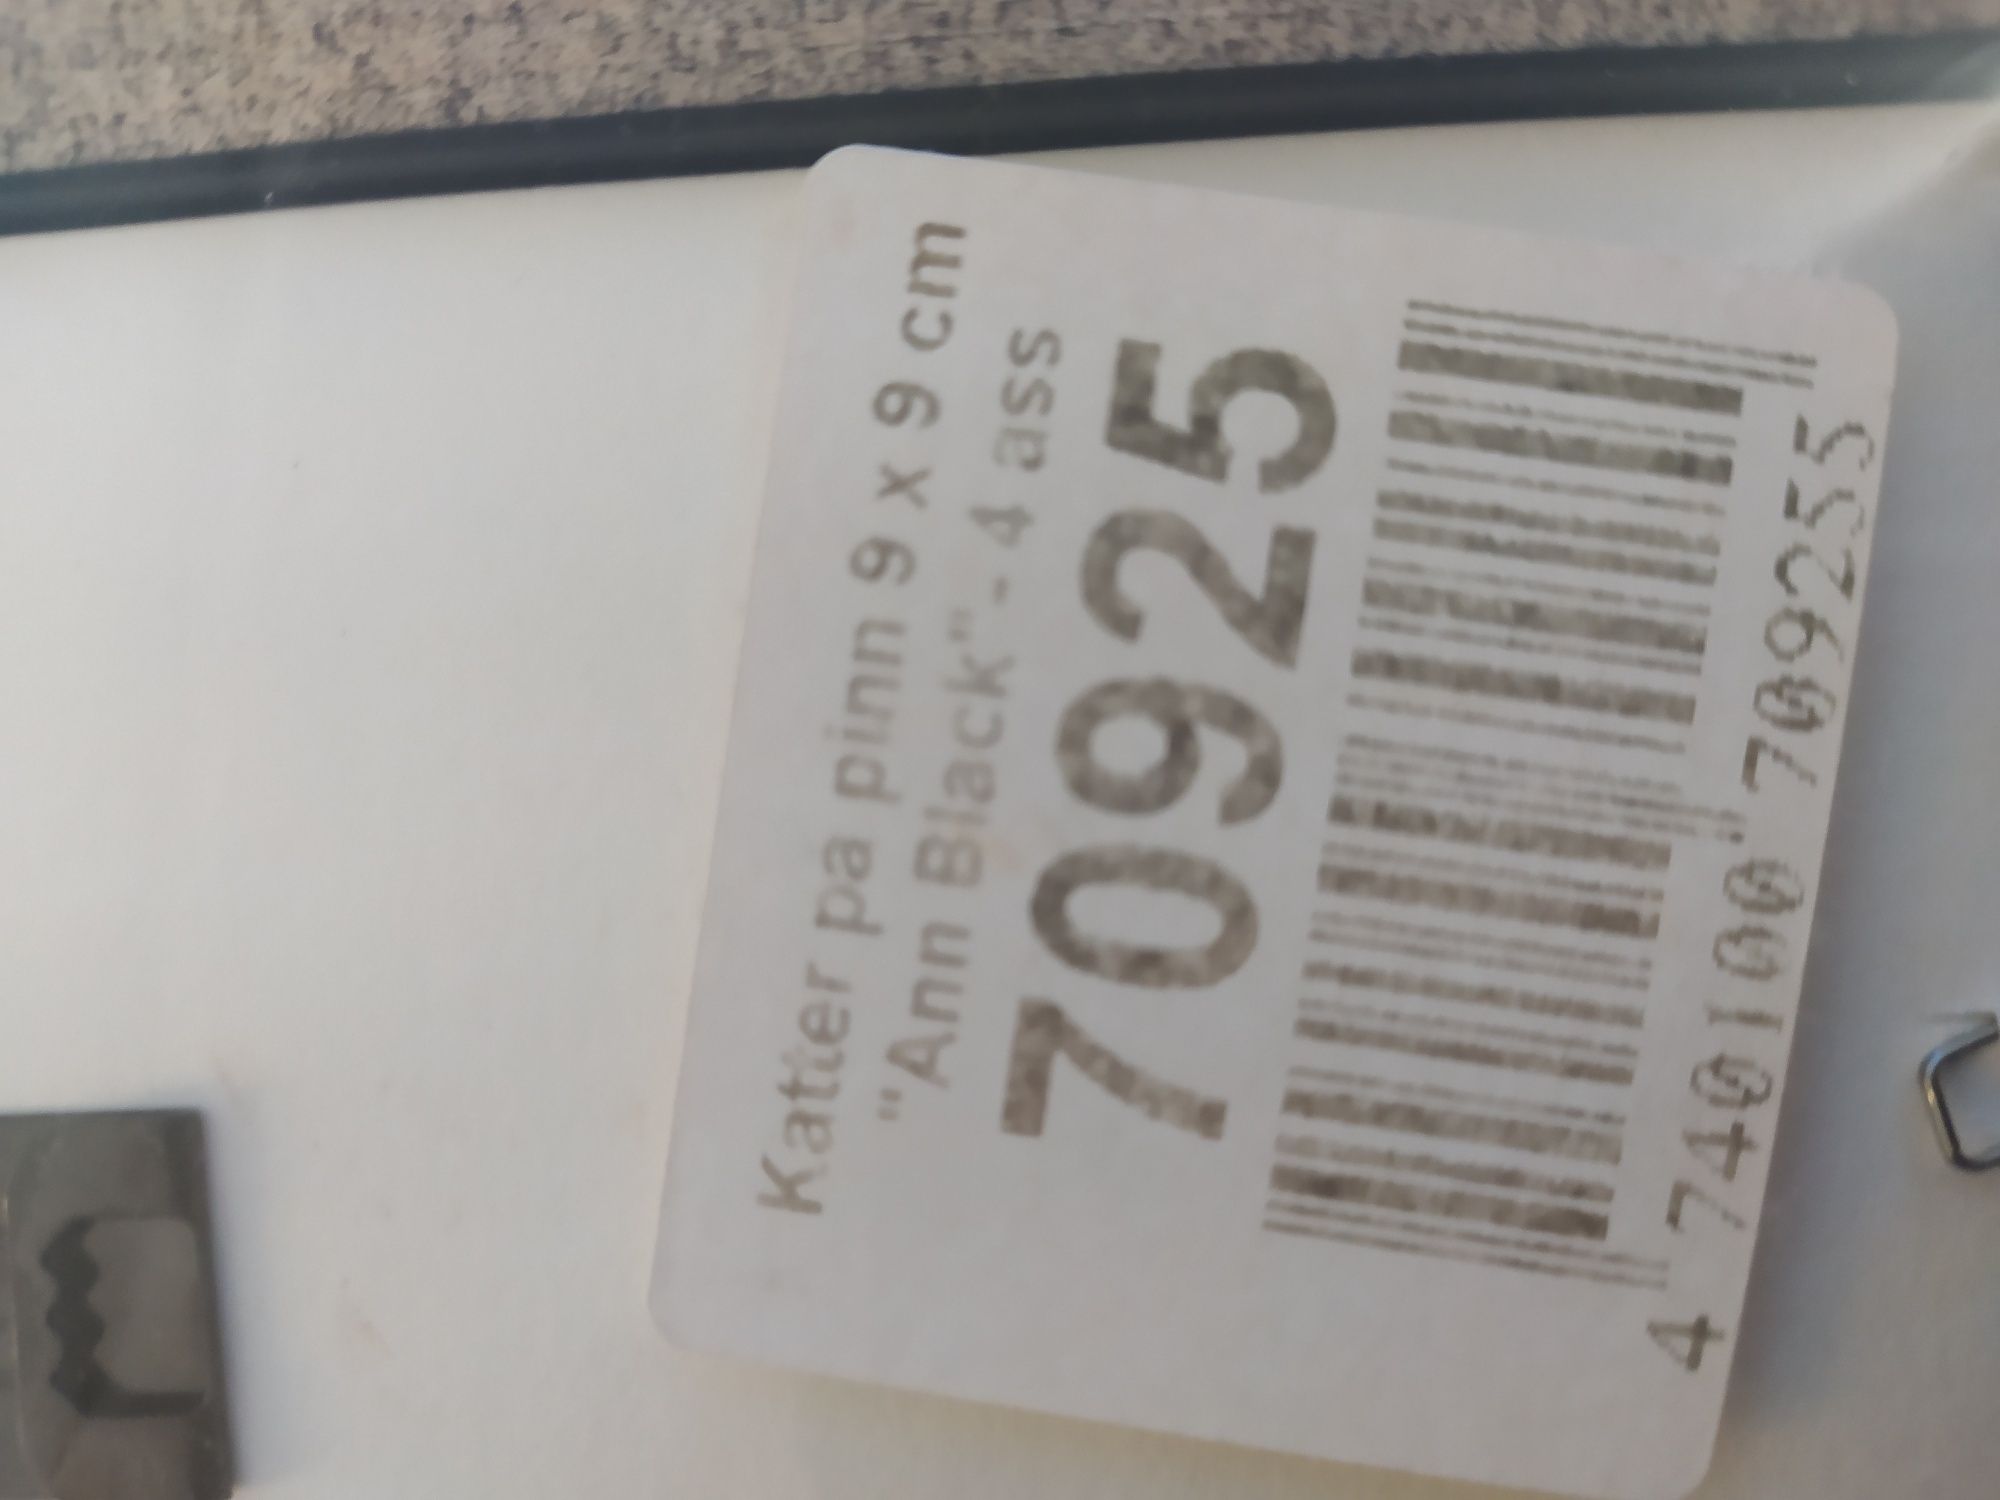 Katter pa pinn 9 x 9 cm
"Ann Black" - 4 ass
70925
4 740100 709255